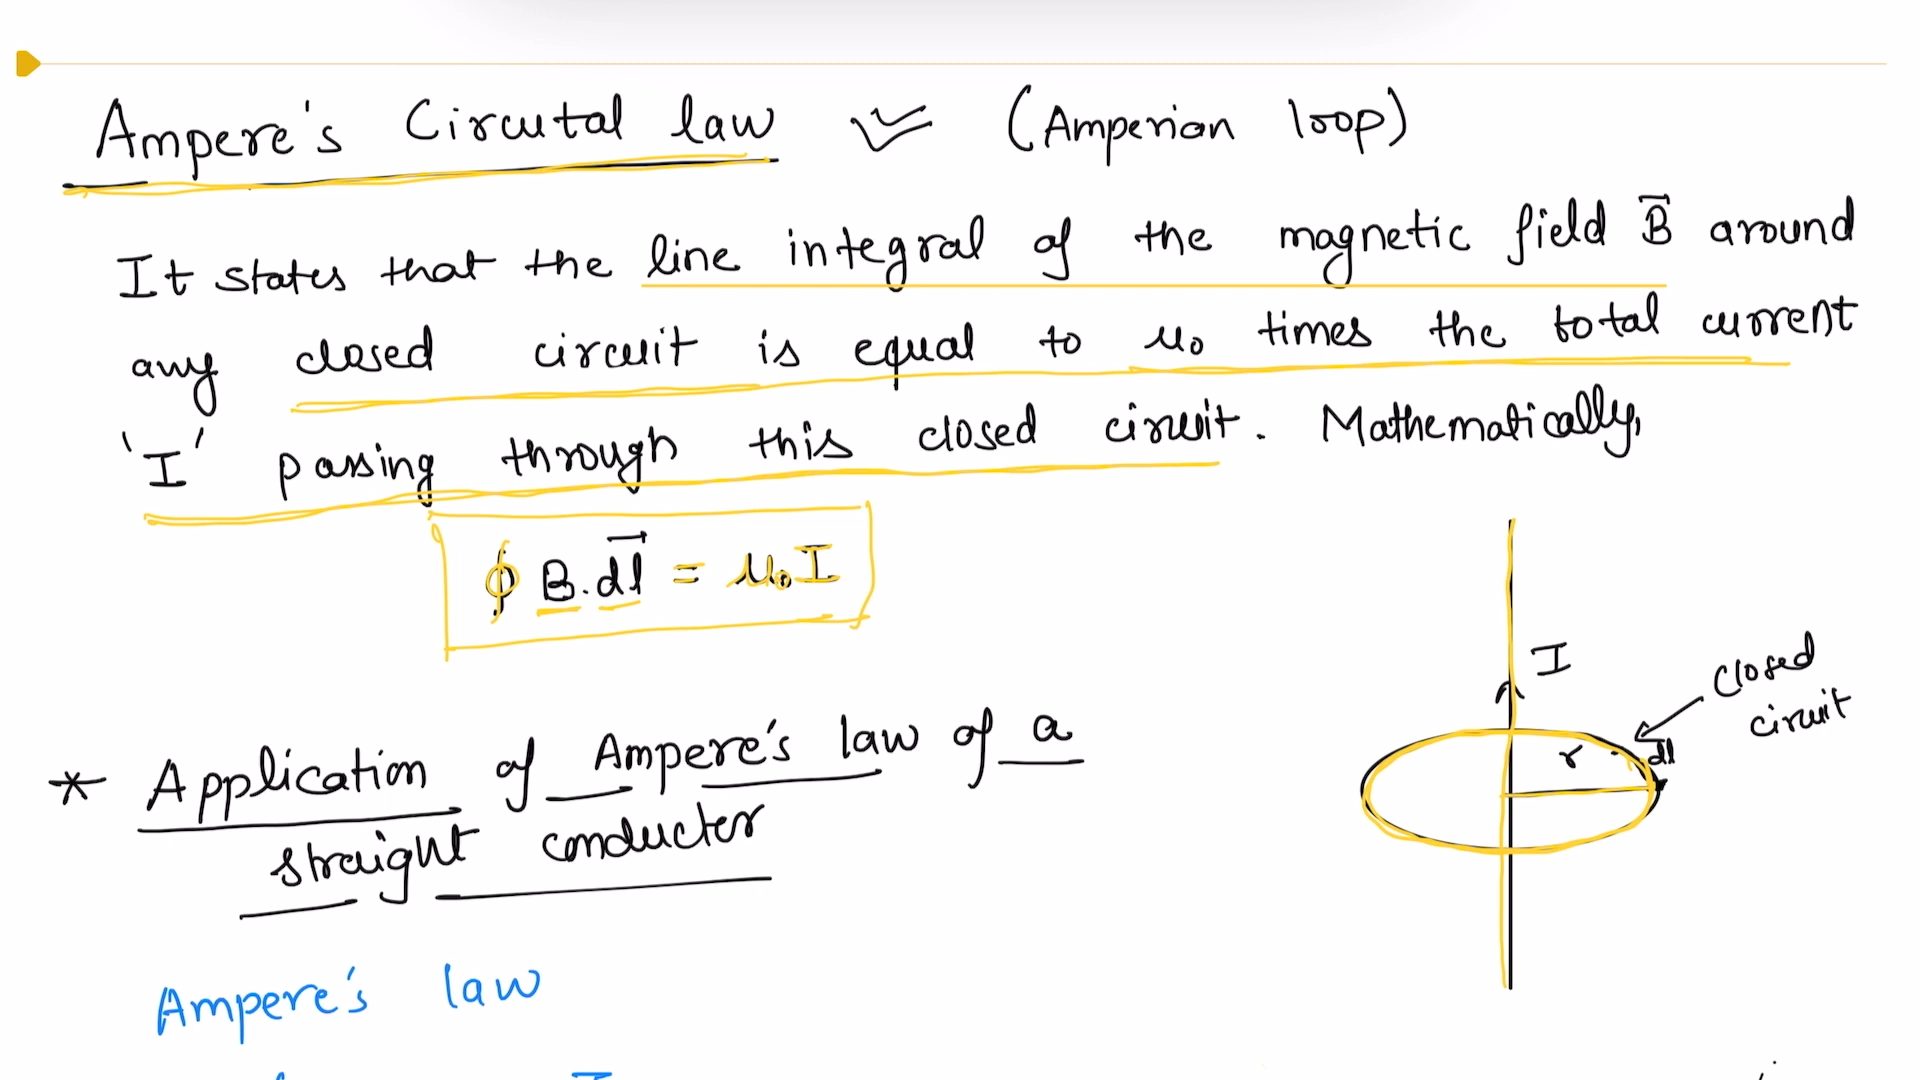 Ampere's Circutal law (Amperian loop)
It states that the line integral of the magnetic field B̅ around
any closed circuit is equal to μ₀ times the total current
'I' passing through this closed circuit. Mathematically,
∮ B.d⃗l = μ₀I
I
closed
circuit
r dl
* Application of Ampere's law of a
straight conducter
Ampere's law